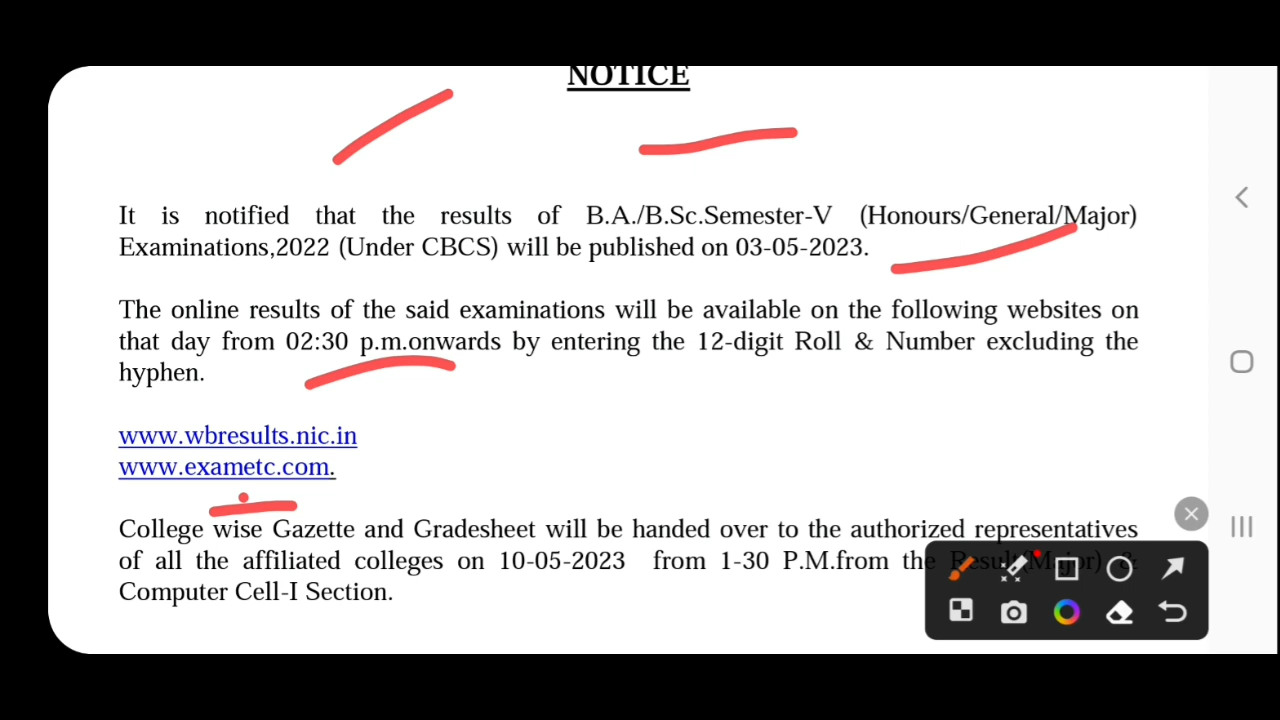 NOTICE
It is notified that the results of B.A./B.Sc.Semester-V (Honours/General/Major)
Examinations,2022 (Under CBCS) will be published on 03-05-2023.
The online results of the said examinations will be available on the following websites on
that day from 02:30 p.m.onwards by entering the 12-digit Roll & Number excluding the
hyphen.
www.wbresults.nic.in
www.exametc.com.
College wise Gazette and Gradesheet will be handed over to the authorized representatives
of all the affiliated colleges on 10-05-2023 from 1-30 P.M.from the Result(Major) &
Computer Cell-I Section.